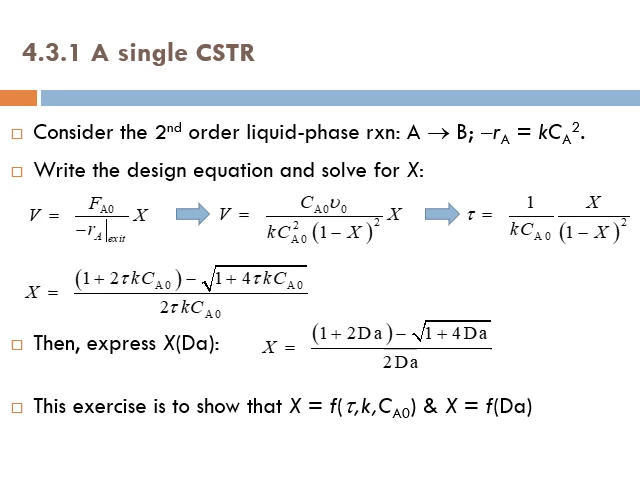 4.3.1 A single CSTR
Consider the 2nd order liquid-phase rxn: A → B; –rA = kCA².
Write the design equation and solve for X:
V = FA0 / (–rA|exit) X   V = CA0υ0 / (kCA0² (1 – X)²) X   τ = 1 / (kCA0) X / (1 – X)²
X = ((1 + 2τkCA0) – √(1 + 4τkCA0)) / (2τkCA0)
Then, express X(Da):   X = ((1 + 2Da) – √(1 + 4Da)) / (2Da)
This exercise is to show that X = f(τ,k,CA0) & X = f(Da)